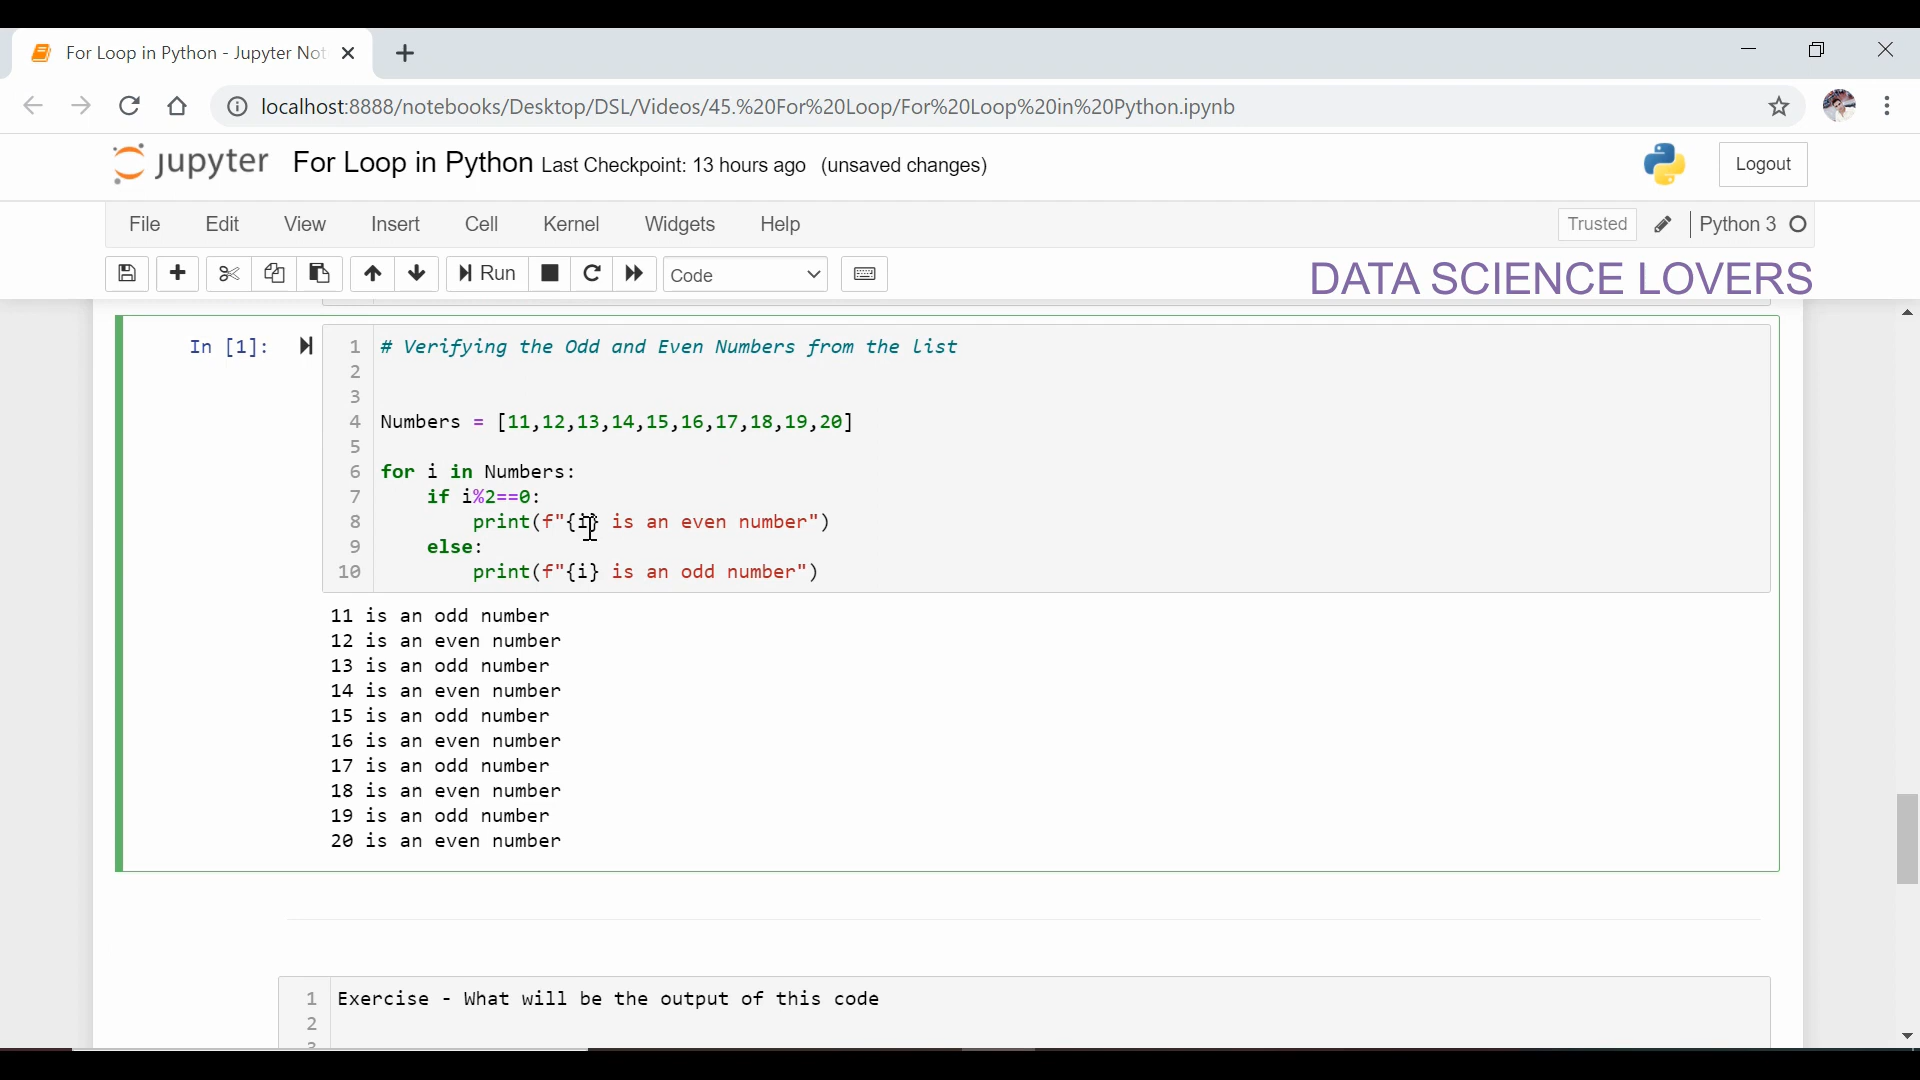 For Loop in Python - Jupyter Not
localhost:8888/notebooks/Desktop/DSL/Videos/45.%20For%20Loop/For%20Loop%20in%20Python.ipynb
jupyter For Loop in Python Last Checkpoint: 13 hours ago (unsaved changes) Logout
File Edit View Insert Cell Kernel Widgets Help Trusted Python 3
Run Code DATA SCIENCE LOVERS
In [1]: 1 # Verifying the Odd and Even Numbers from the list
2
3
4 Numbers = [11,12,13,14,15,16,17,18,19,20]
5
6 for i in Numbers:
7 if i%2==0:
8 print(f"{i} is an even number")
9 else:
10 print(f"{i} is an odd number")
11 is an odd number
12 is an even number
13 is an odd number
14 is an even number
15 is an odd number
16 is an even number
17 is an odd number
18 is an even number
19 is an odd number
20 is an even number
1 Exercise - What will be the output of this code
2
3